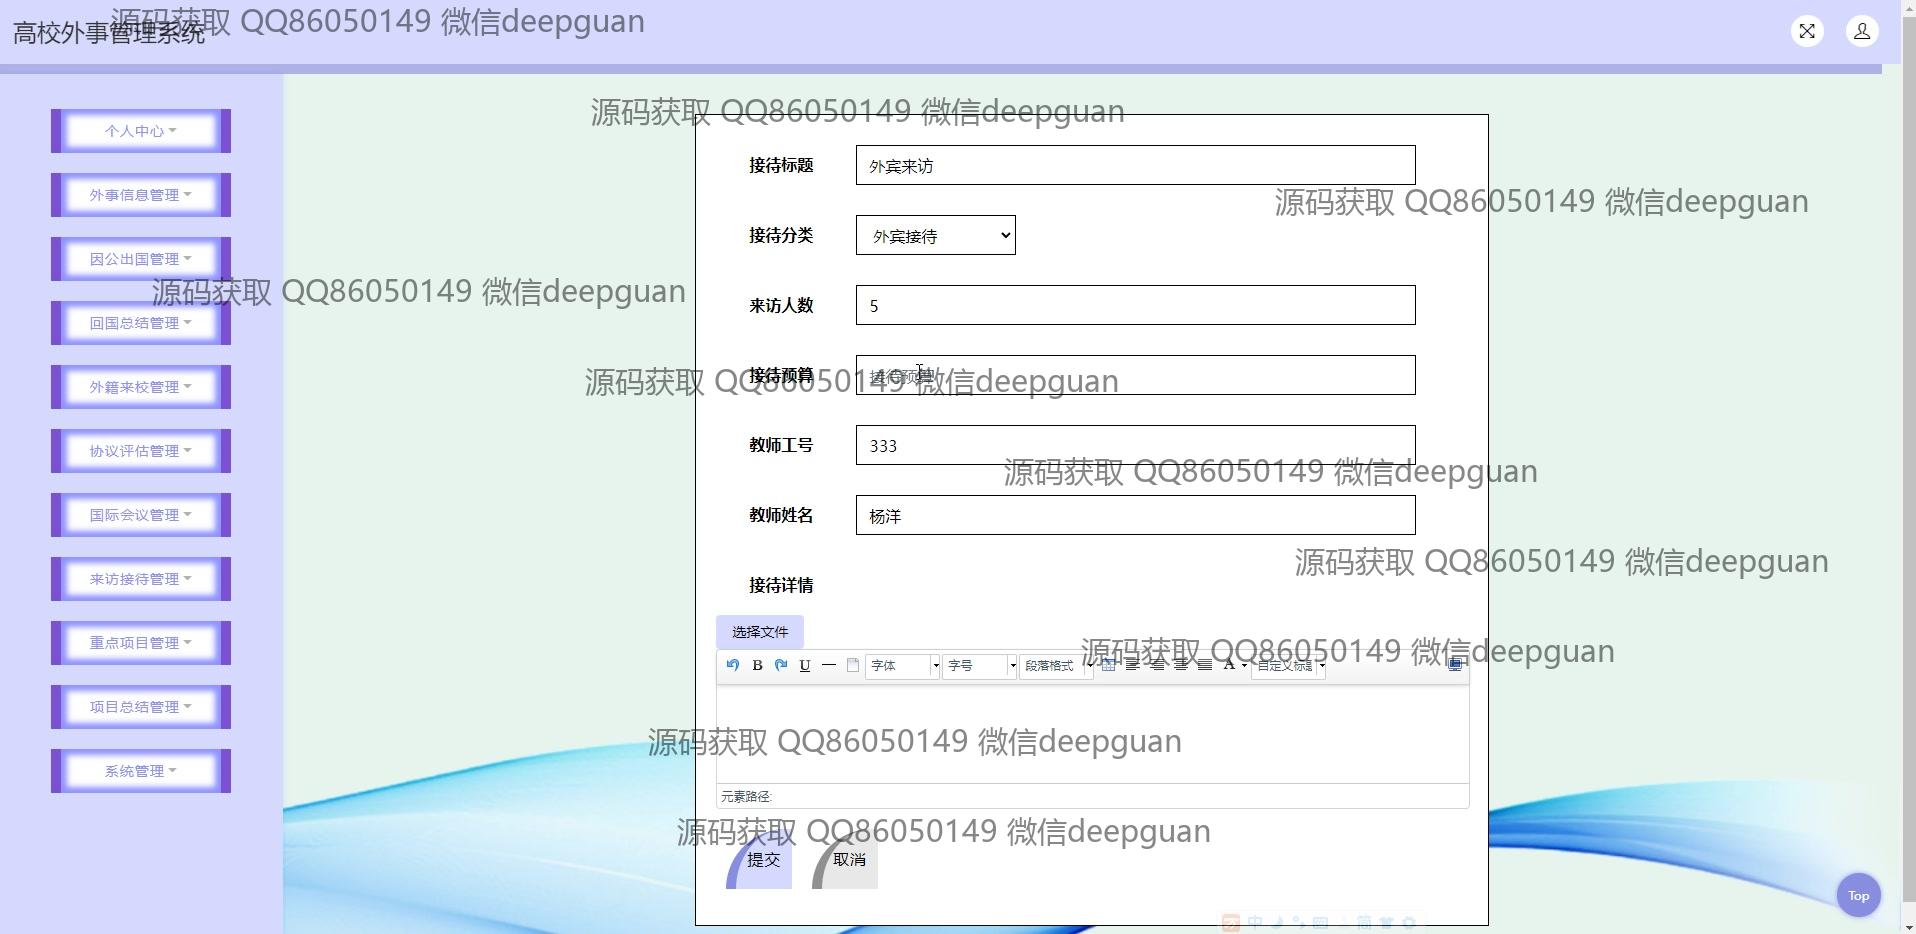 高校外事管理系统
源码获取 QQ86050149 微信deepguan
个人中心
外事信息管理
因公出国管理
回国总结管理
外籍来校管理
协议评估管理
国际会议管理
来访接待管理
重点项目管理
项目总结管理
系统管理
源码获取 QQ86050149 微信deepguan
接待标题 外宾来访
源码获取 QQ86050149 微信deepguan
接待分类 外宾接待
源码获取 QQ86050149 微信deepguan
来访人数 5
接待预算 接待预算
源码获取 QQ86050149 微信deepguan
教师工号 333
源码获取 QQ86050149 微信deepguan
教师姓名 杨洋
源码获取 QQ86050149 微信deepguan
接待详情
选择文件
源码获取 QQ86050149 微信deepguan
B U 字体 字号 段落格式 A 自定义标题
源码获取 QQ86050149 微信deepguan
元素路径:
源码获取 QQ86050149 微信deepguan
提交 取消
Top
中 简